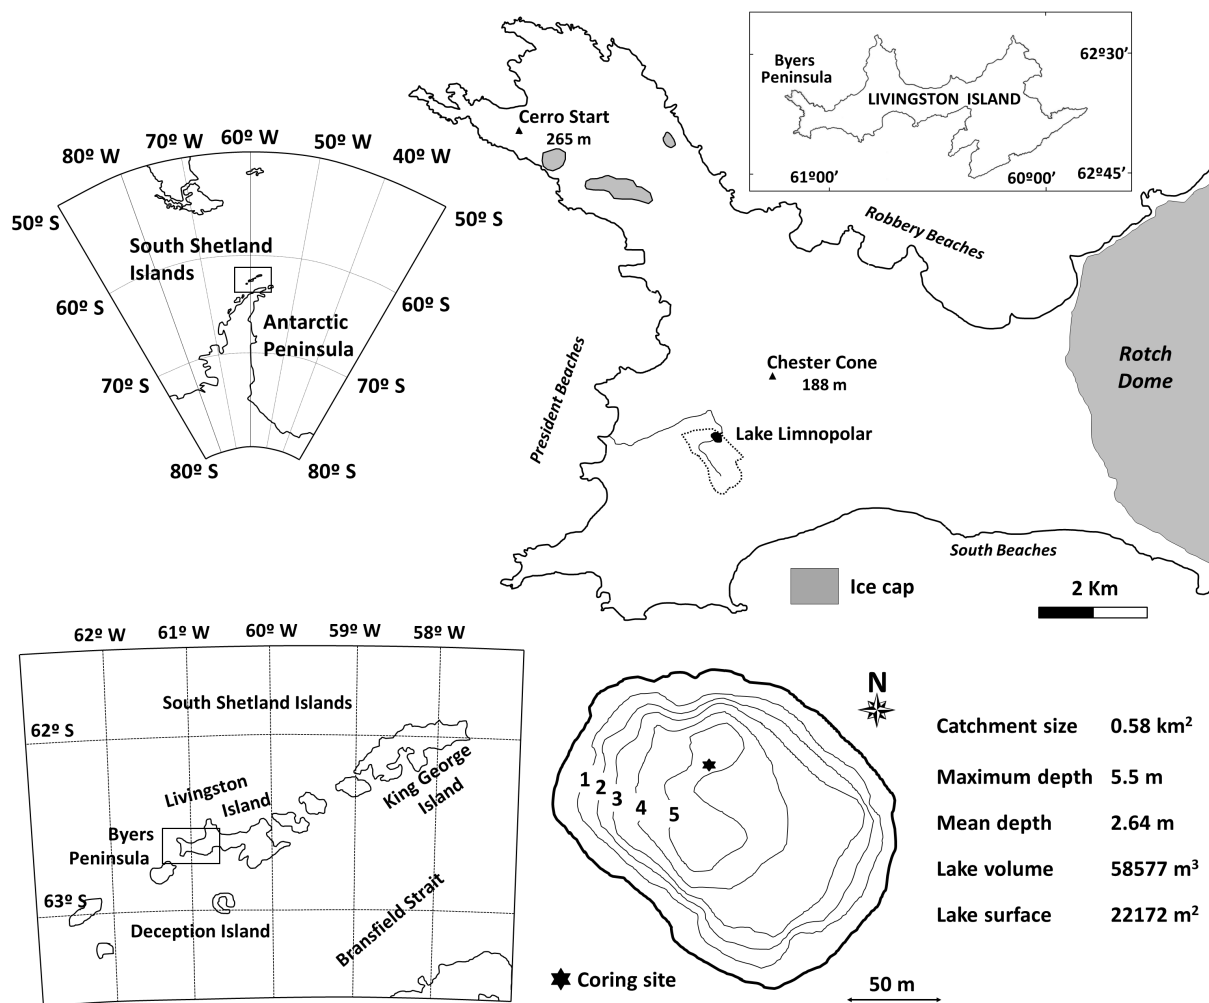 80º W
70º W
60º W
50º W
40º W
50º S
50º S
South Shetland
Islands
60º S
60º S
Antarctic
Peninsula
70º S
70º S
80º S
80º S
Cerro Start
265 m
Byers
Peninsula
LIVINGSTON ISLAND
62º30’
62º45’
61º00’
60º00’
Robbery Beaches
President Beaches
Chester Cone
188 m
Rotch
Dome
Lake Limnopolar
South Beaches
Ice cap
2 Km
62º W
61º W
60º W
59º W
58º W
South Shetland Islands
62º S
Livingston
Island
King George
Island
Byers
Peninsula
63º S
Deception Island
Bransfield Strait
N
1
2
3
4
5
Coring site
50 m
Catchment size 0.58 km²
Maximum depth 5.5 m
Mean depth 2.64 m
Lake volume 58577 m³
Lake surface 22172 m²